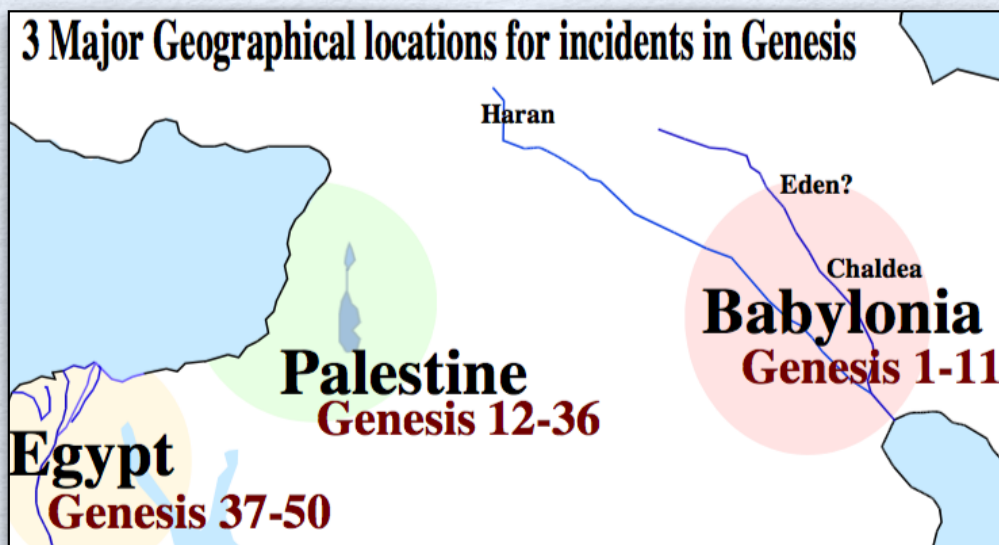 3 Major Geographical locations for incidents in Genesis
Haran
Eden?
Chaldea
Babylonia
Genesis 1-11
Palestine
Genesis 12-36
Egypt
Genesis 37-50